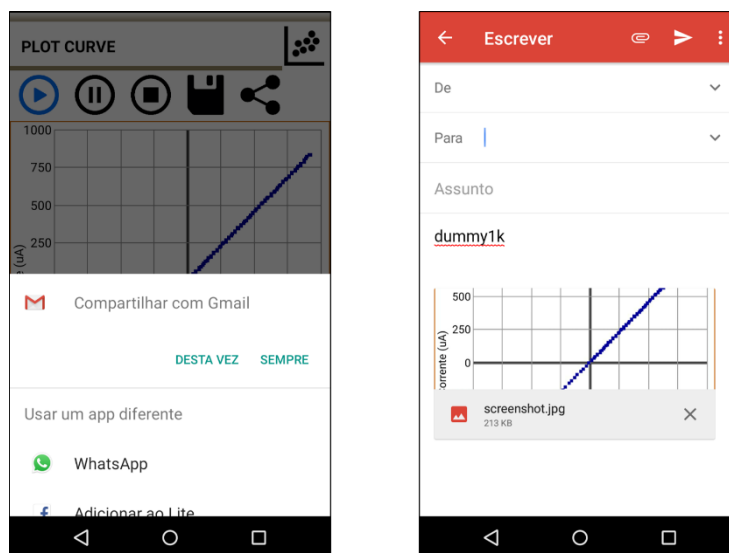 PLOT CURVE
1000
750
500
250
(uA)
Compartilhar com Gmail
DESTA VEZ SEMPRE
Usar um app diferente
WhatsApp
Adicionar ao Lite
Escrever
De
Para
Assunto
dummy1k
500
250
0
Corrente (uA)
screenshot.jpg
213 KB